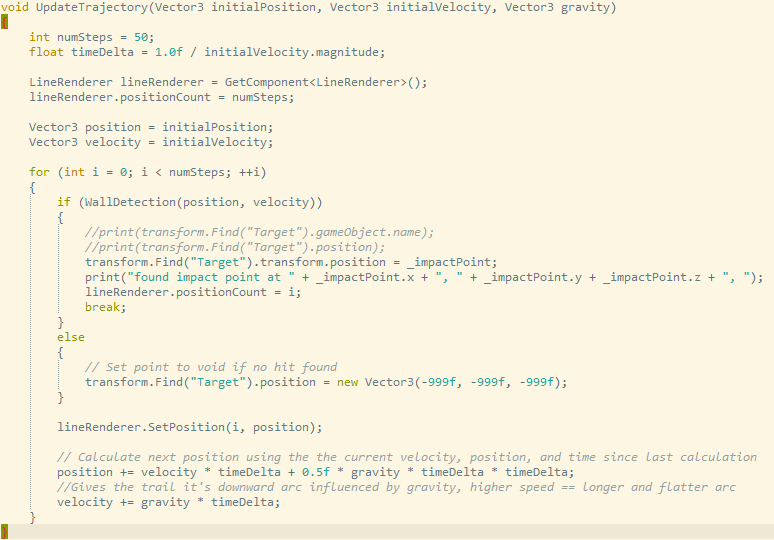 void UpdateTrajectory(Vector3 initialPosition, Vector3 initialVelocity, Vector3 gravity)
{
    int numSteps = 50;
    float timeDelta = 1.0f / initialVelocity.magnitude;

    LineRenderer lineRenderer = GetComponent<LineRenderer>();
    lineRenderer.positionCount = numSteps;

    Vector3 position = initialPosition;
    Vector3 velocity = initialVelocity;

    for (int i = 0; i < numSteps; ++i)
    {
        if (WallDetection(position, velocity))
        {
            //print(transform.Find("Target").gameObject.name);
            //print(transform.Find("Target").position);
            transform.Find("Target").transform.position = _impactPoint;
            print("found impact point at " + _impactPoint.x + ", " + _impactPoint.y + _impactPoint.z + ", ");
            lineRenderer.positionCount = i;
            break;
        }
        else
        {
            // Set point to void if no hit found
            transform.Find("Target").position = new Vector3(-999f, -999f, -999f);
        }

        lineRenderer.SetPosition(i, position);

        // Calculate next position using the the current velocity, position, and time since last calculation
        position += velocity * timeDelta + 0.5f * gravity * timeDelta * timeDelta;
        //Gives the trail it's downward arc influenced by gravity, higher speed == longer and flatter arc
        velocity += gravity * timeDelta;
    }
}